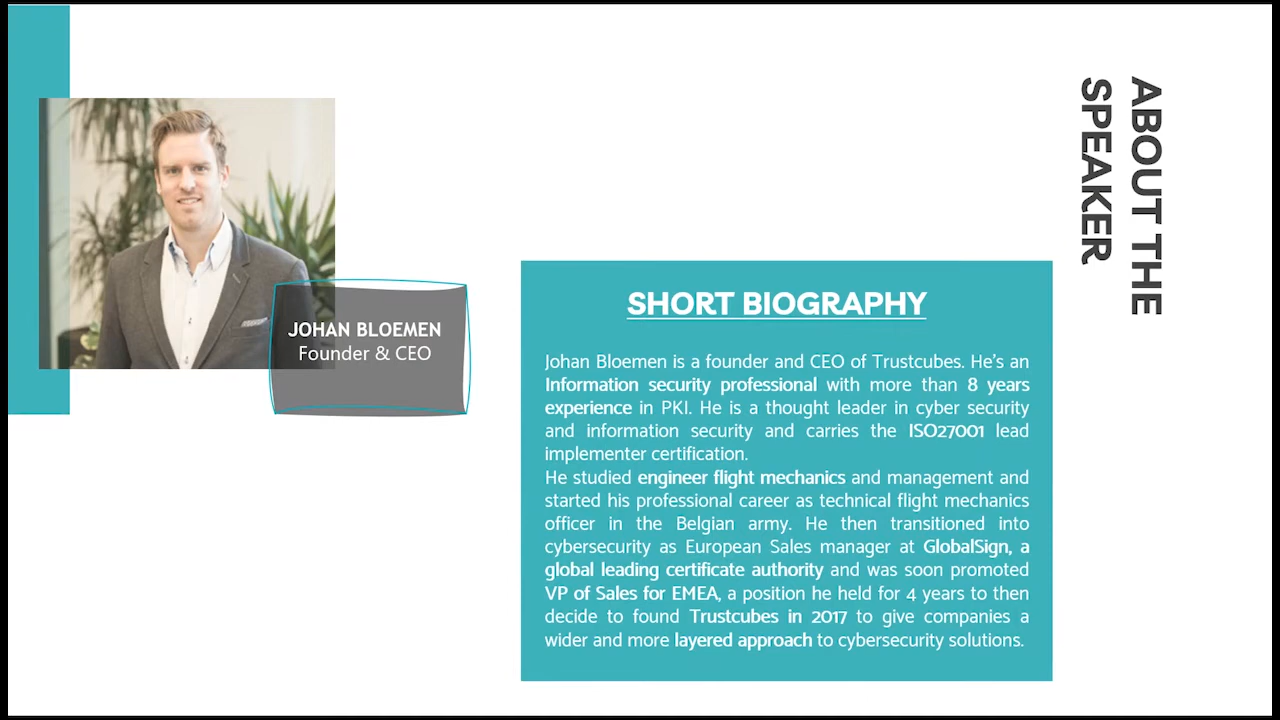 ABOUT THE
SPEAKER
JOHAN BLOEMEN
Founder & CEO
SHORT BIOGRAPHY
Johan Bloemen is a founder and CEO of Trustcubes. He's an
Information security professional with more than 8 years
experience in PKI. He is a thought leader in cyber security
and information security and carries the ISO27001 lead
implementer certification.
He studied engineer flight mechanics and management and
started his professional career as technical flight mechanics
officer in the Belgian army. He then transitioned into
cybersecurity as European Sales manager at GlobalSign, a
global leading certificate authority and was soon promoted
VP of Sales for EMEA, a position he held for 4 years to then
decide to found Trustcubes in 2017 to give companies a
wider and more layered approach to cybersecurity solutions.